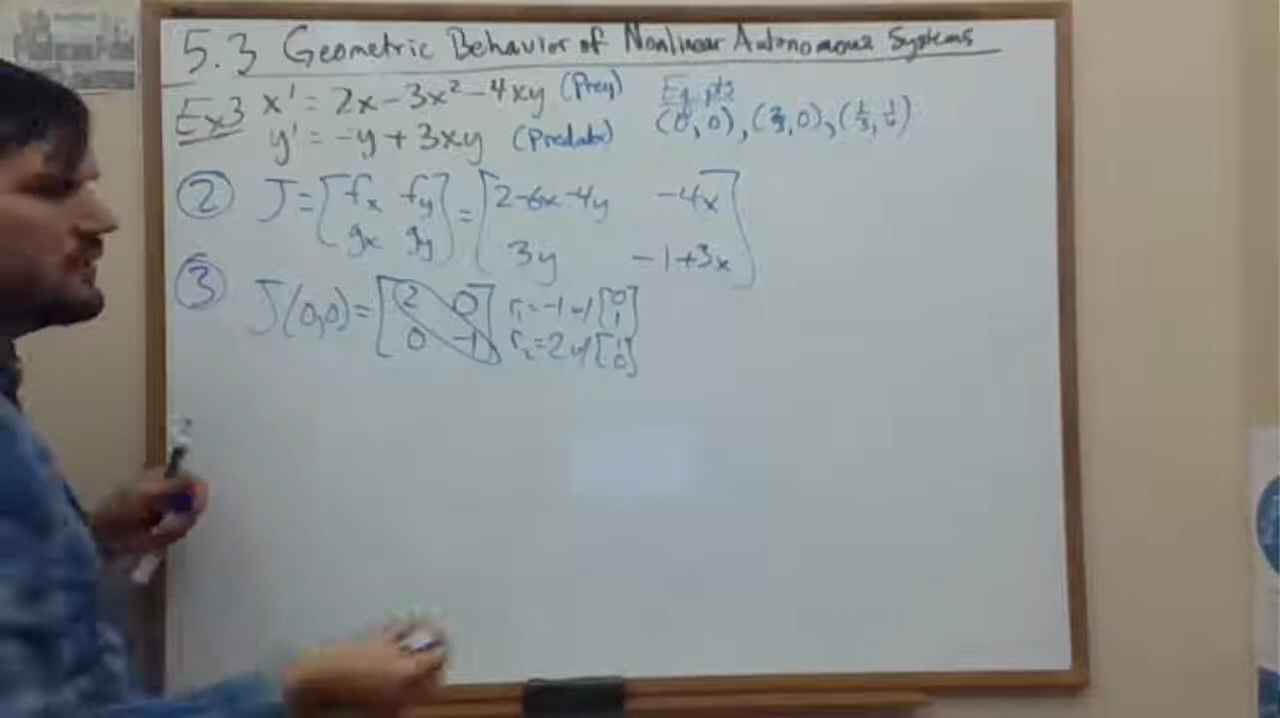 5.3 Geometric Behavior of Nonlinear Autonomous Systems
Ex3 x' = 2x - 3x² - 4xy (Prey) Eq. pts
y' = -y + 3xy (Predator) (0,0), (2/3,0), (1/3,1/4)
② J = [fx fy = [2-6x-4y -4x
gx gy] 3y -1+3x]
③ J(0,0) = [2 0 r₁ = -1 w/ [0
0 -1] 1]
r₂ = 2 w/ [1
0]